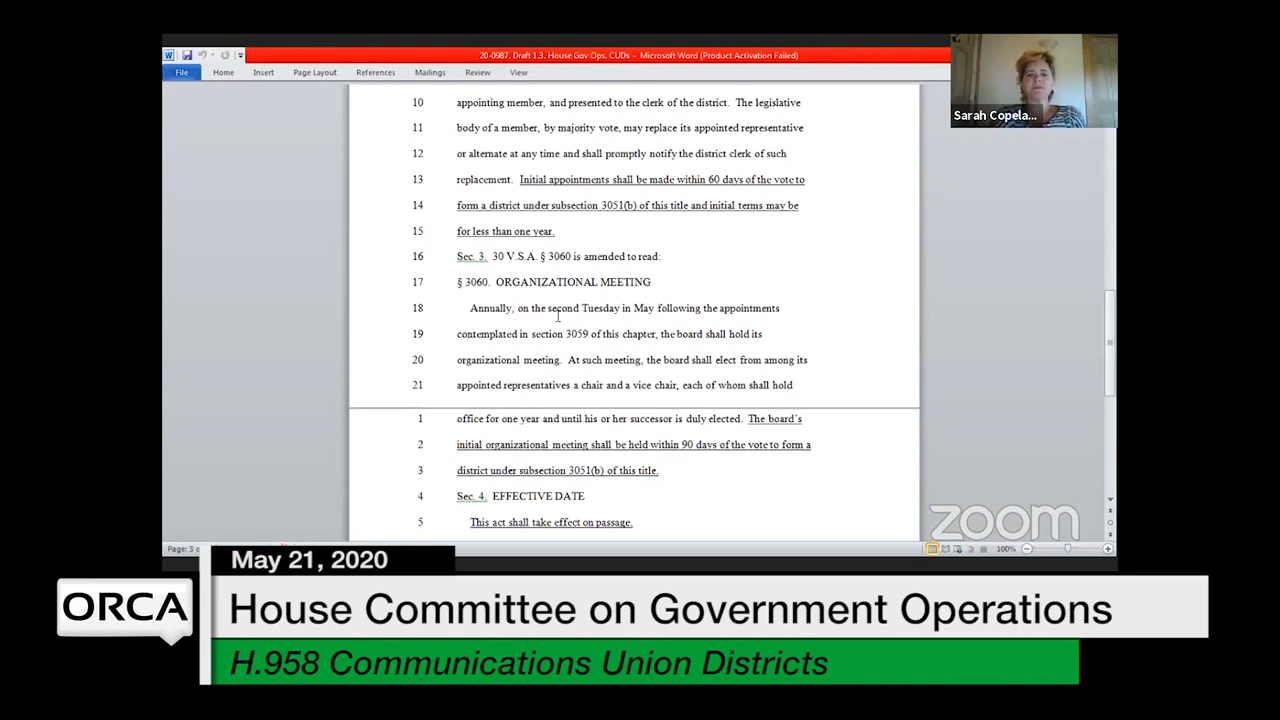 20-0987. Draft 1.3. House Gov Ops. CUDs - Microsoft Word (Product Activation Failed)
File Home Insert Page Layout References Mailings Review View
Sarah Copela...
10 appointing member, and presented to the clerk of the district. The legislative
11 body of a member, by majority vote, may replace its appointed representative
12 or alternate at any time and shall promptly notify the district clerk of such
13 replacement. Initial appointments shall be made within 60 days of the vote to
14 form a district under subsection 3051(b) of this title and initial terms may be
15 for less than one year.
16 Sec. 3. 30 V.S.A. § 3060 is amended to read:
17 § 3060. ORGANIZATIONAL MEETING
18 Annually, on the second Tuesday in May following the appointments
19 contemplated in section 3059 of this chapter, the board shall hold its
20 organizational meeting. At such meeting, the board shall elect from among its
21 appointed representatives a chair and a vice chair, each of whom shall hold
1 office for one year and until his or her successor is duly elected. The board's
2 initial organizational meeting shall be held within 90 days of the vote to form a
3 district under subsection 3051(b) of this title.
4 Sec. 4. EFFECTIVE DATE
5 This act shall take effect on passage.
zoom
Page: 3 o
100%
May 21, 2020
ORCA
House Committee on Government Operations
H.958 Communications Union Districts